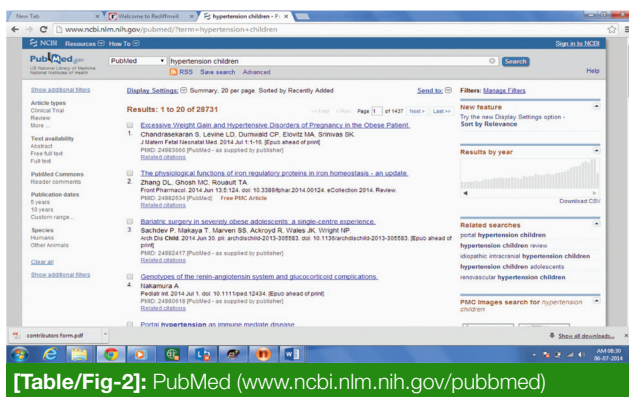 New Tab
Welcome to Rediffmail
hypertension children - P
www.ncbi.nlm.nih.gov/pubmed/?term=hypertension+children
NCBI Resources How To
Sign in to NCBI
PubMed.gov
US National Library of Medicine
National Institutes of Health
PubMed
hypertension children
Search
RSS Save search Advanced
Help
Show additional filters
Article types
Clinical Trial
Review
More ...
Text availability
Abstract
Free full text
Full text
PubMed Commons
Reader comments
Publication dates
5 years
10 years
Custom range...
Species
Humans
Other Animals
Clear all
Show additional filters
Display Settings: Summary, 20 per page, Sorted by Recently Added
Send to:
Results: 1 to 20 of 28731
<< First < Prev Page 1 of 1437 Next > Last >>
Excessive Weight Gain and Hypertensive Disorders of Pregnancy in the Obese Patient.
1. Chandrasekaran S, Levine LD, Durnwald CP, Elovitz MA, Srinivas SK.
J Matern Fetal Neonatal Med. 2014 Jul 1:1-16. [Epub ahead of print]
PMID: 24983666 [PubMed - as supplied by publisher]
Related citations
The physiological functions of iron regulatory proteins in iron homeostasis - an update.
2. Zhang DL, Ghosh MC, Rouault TA.
Front Pharmacol. 2014 Jun 13;5:124. doi: 10.3389/fphar.2014.00124. eCollection 2014. Review.
PMID: 24982634 [PubMed] Free PMC Article
Related citations
Bariatric surgery in severely obese adolescents: a single-centre experience.
3. Sachdev P, Makaya T, Marven SS, Ackroyd R, Wales JK, Wright NP.
Arch Dis Child. 2014 Jun 30. pii: archdischild-2013-305583. doi: 10.1136/archdischild-2013-305583. [Epub ahead of
print]
PMID: 24982417 [PubMed - as supplied by publisher]
Related citations
Genotypes of the renin-angiotensin system and glucocorticoid complications.
4. Nakamura A.
Pediatr Int. 2014 Jul 1. doi: 10.1111/ped.12434. [Epub ahead of print]
PMID: 24980618 [PubMed - as supplied by publisher]
Related citations
Portal hypertension as immune mediate disease.
Filters: Manage Filters
New feature
Try the new Display Settings option -
Sort by Relevance
Results by year
Download CSV
Related searches
portal hypertension children
hypertension children review
idiopathic intracranial hypertension children
hypertension children adolescents
renovascular hypertension children
PMC Images search for hypertension
children
contributors form.pdf
Show all downloads...
AM 08:30
06-07-2014
[Table/Fig-2]: PubMed (www.ncbi.nlm.nih.gov/pubbmed)